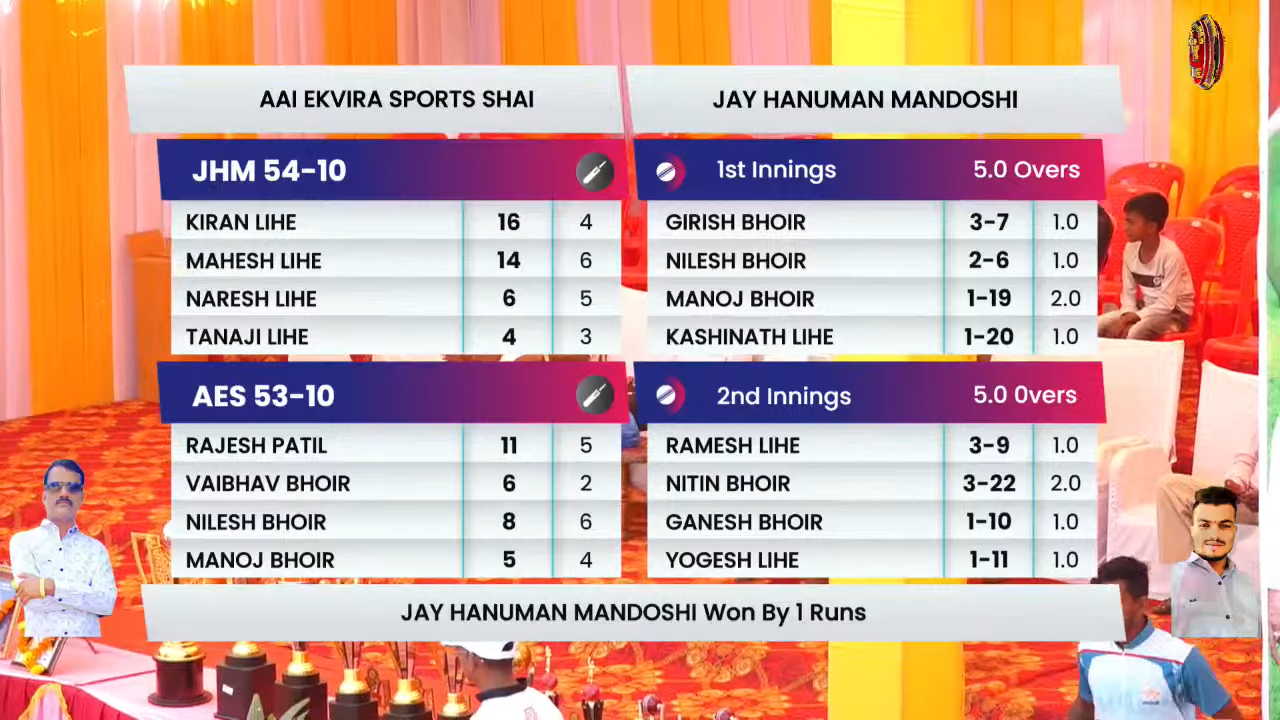 AAI EKVIRA SPORTS SHAI JAY HANUMAN MANDOSHI
JHM 54-10 1st Innings 5.0 Overs
KIRAN LIHE 16 4 GIRISH BHOIR 3-7 1.0
MAHESH LIHE 14 6 NILESH BHOIR 2-6 1.0
NARESH LIHE 6 5 MANOJ BHOIR 1-19 2.0
TANAJI LIHE 4 3 KASHINATH LIHE 1-20 1.0
AES 53-10 2nd Innings 5.0 0vers
RAJESH PATIL 11 5 RAMESH LIHE 3-9 1.0
VAIBHAV BHOIR 6 2 NITIN BHOIR 3-22 2.0
NILESH BHOIR 8 6 GANESH BHOIR 1-10 1.0
MANOJ BHOIR 5 4 YOGESH LIHE 1-11 1.0
JAY HANUMAN MANDOSHI Won By 1 Runs